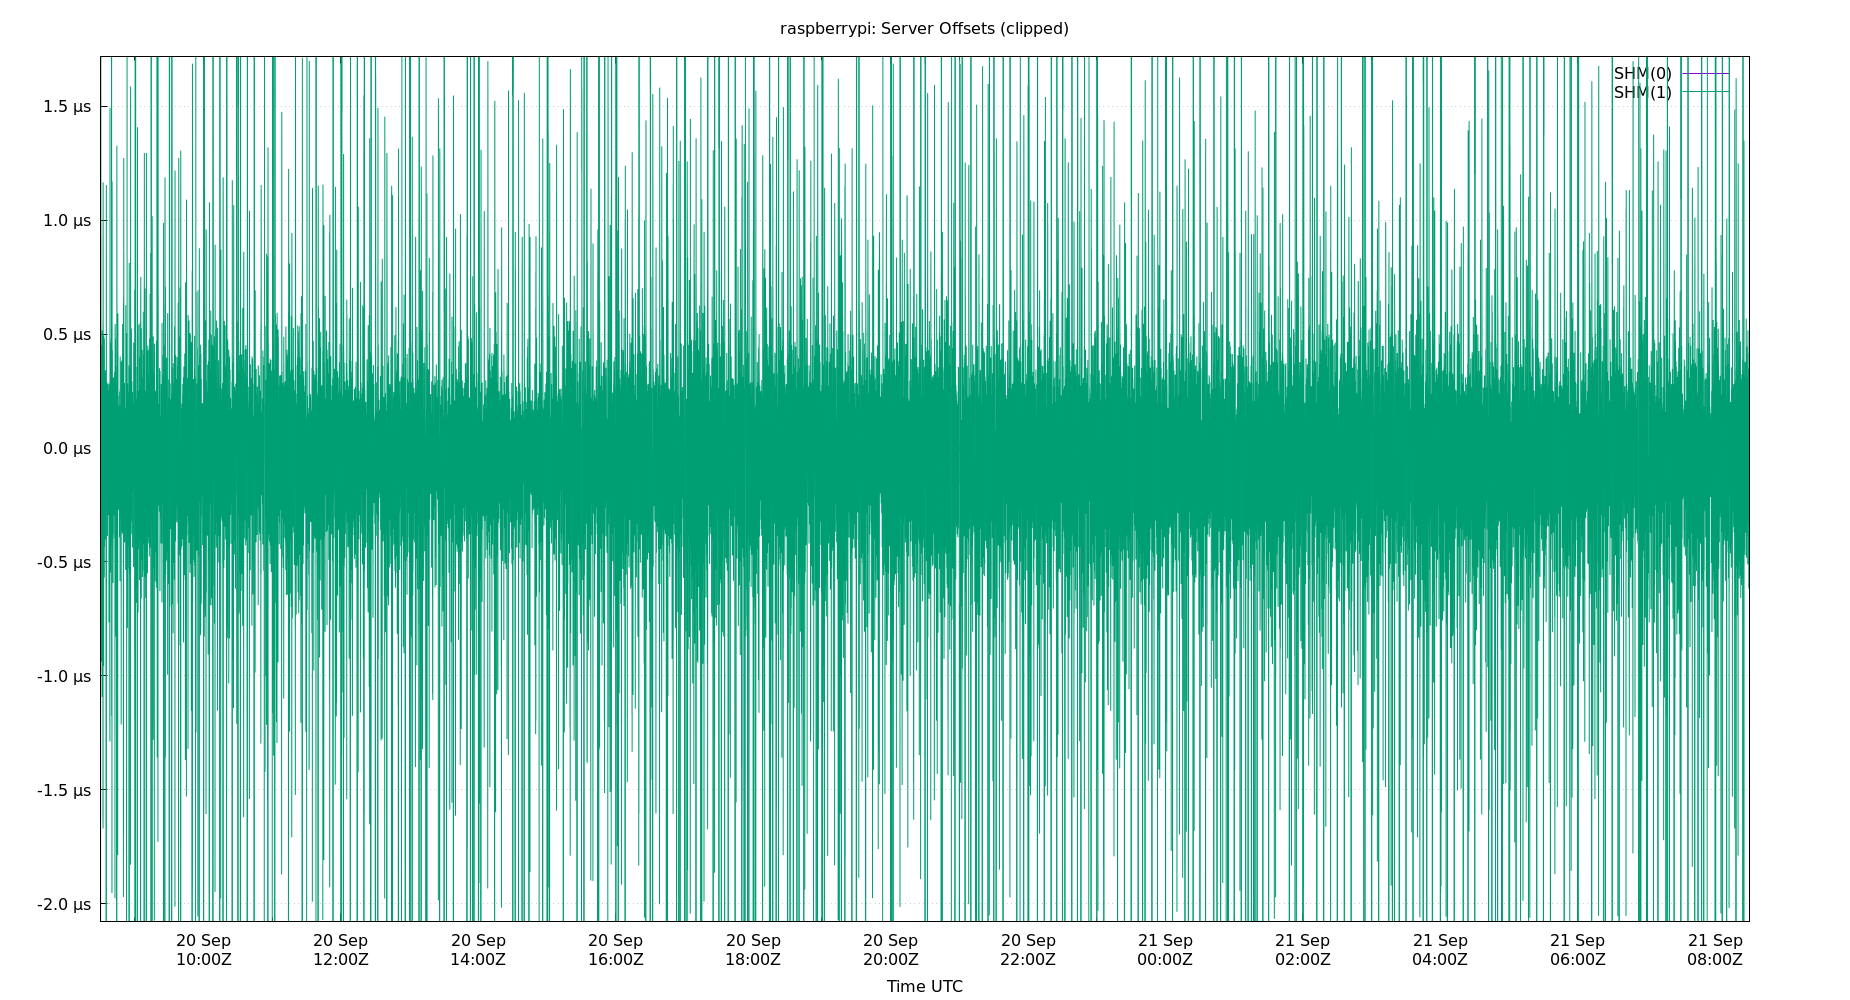 raspberrypi: Server Offsets (clipped)
SHM(0)
SHM(1)
1.5 µs
1.0 µs
0.5 µs
0.0 µs
-0.5 µs
-1.0 µs
-1.5 µs
-2.0 µs
20 Sep 20 Sep 20 Sep 20 Sep 20 Sep 20 Sep 20 Sep 21 Sep 21 Sep 21 Sep 21 Sep 21 Sep
10:00Z 12:00Z 14:00Z 16:00Z 18:00Z 20:00Z 22:00Z 00:00Z 02:00Z 04:00Z 06:00Z 08:00Z
Time UTC